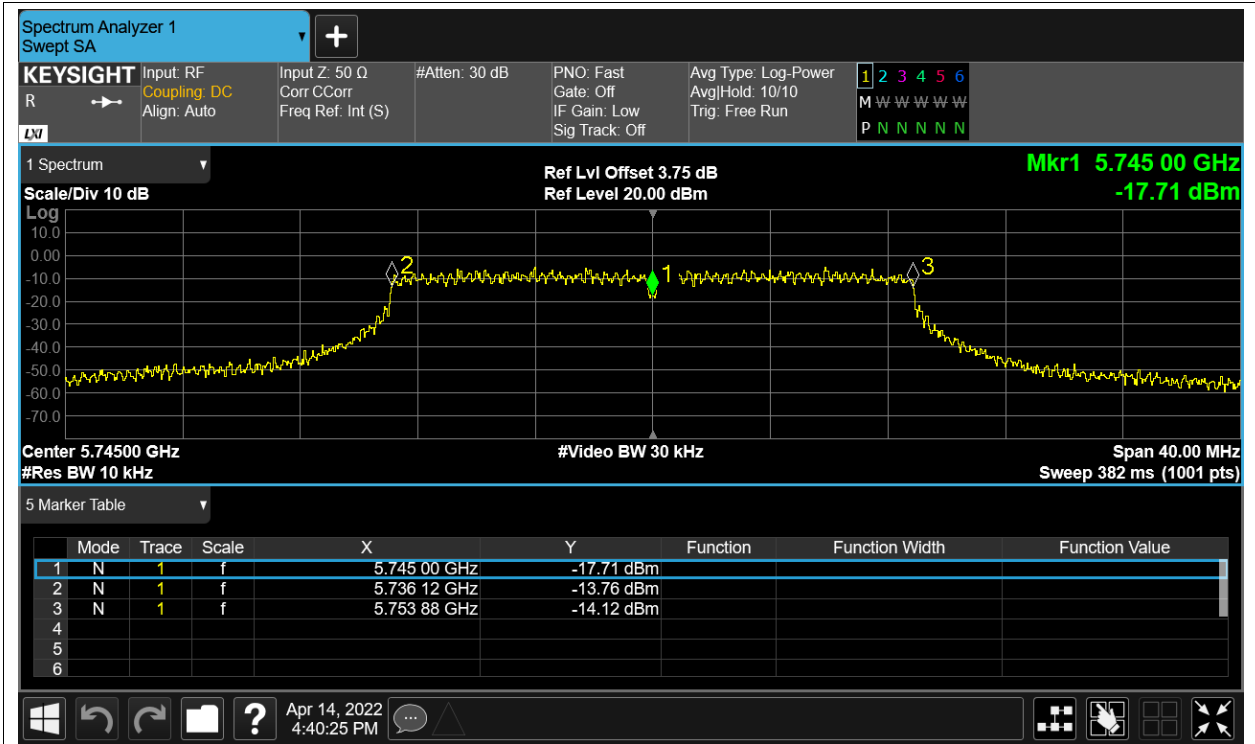 Spectrum Analyzer 1
Swept SA
+
KEYSIGHT Input: RF Input Z: 50 Ω #Atten: 30 dB PNO: Fast Avg Type: Log-Power 1 2 3 4 5 6
R Coupling: DC Corr CCorr Gate: Off Avg|Hold: 10/10 M W W W W W
Align: Auto Freq Ref: Int (S) IF Gain: Low Trig: Free Run
LXI Sig Track: Off P N N N N N
1 Spectrum Ref Lvl Offset 3.75 dB Mkr1 5.745 00 GHz
Scale/Div 10 dB Ref Level 20.00 dBm -17.71 dBm
Log
10.0
0.00
-10.0
-20.0
-30.0
-40.0
-50.0
-60.0
-70.0
2 1 3
Center 5.74500 GHz #Video BW 30 kHz Span 40.00 MHz
#Res BW 10 kHz Sweep 382 ms (1001 pts)
5 Marker Table
Mode Trace Scale X Y Function Function Width Function Value
1 N 1 f 5.745 00 GHz -17.71 dBm
2 N 1 f 5.736 12 GHz -13.76 dBm
3 N 1 f 5.753 88 GHz -14.12 dBm
4
5
6
? Apr 14, 2022
4:40:25 PM